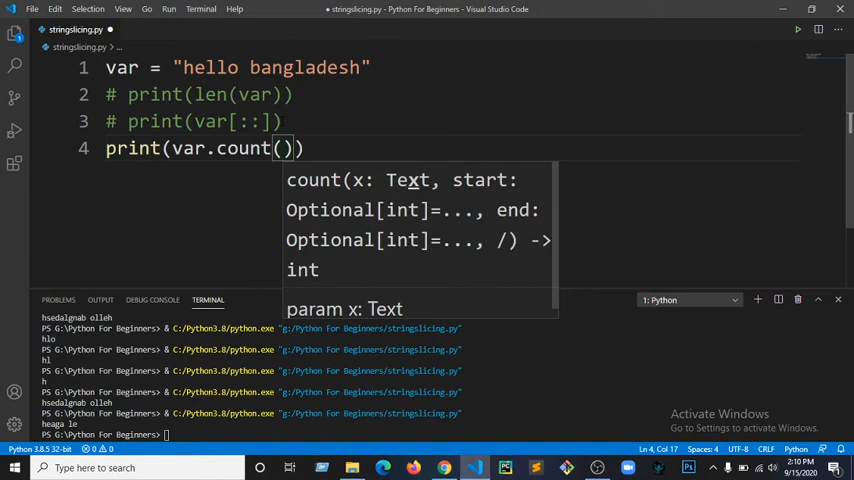 File Edit Selection View Go Run Terminal Help
● stringslicing.py - Python For Beginners - Visual Studio Code
stringslicing.py ●
stringslicing.py > ...
1 var = "hello bangladesh"
2 # print(len(var))
3 # print(var[::])
4 print(var.count())
count(x: Text, start:
Optional[int]=..., end:
Optional[int]=..., /) ->
int
param x: Text
PROBLEMS OUTPUT DEBUG CONSOLE TERMINAL 1: Python
hsedalgnab olleh
PS G:\Python For Beginners> & C:/Python3.8/python.exe "g:/Python For Beginners/stringslicing.py"
hlo
PS G:\Python For Beginners> & C:/Python3.8/python.exe "g:/Python For Beginners/stringslicing.py"
hl
PS G:\Python For Beginners> & C:/Python3.8/python.exe "g:/Python For Beginners/stringslicing.py"
h
PS G:\Python For Beginners> & C:/Python3.8/python.exe "g:/Python For Beginners/stringslicing.py"
hsedalgnab olleh
PS G:\Python For Beginners> & C:/Python3.8/python.exe "g:/Python For Beginners/stringslicing.py"
heaga le
PS G:\Python For Beginners>
Activate Windows
Go to Settings to activate Windows.
Python 3.8.5 32-bit 0 0 Ln 4, Col 17 Spaces: 4 UTF-8 CRLF Python
Type here to search
2:10 PM
9/15/2020